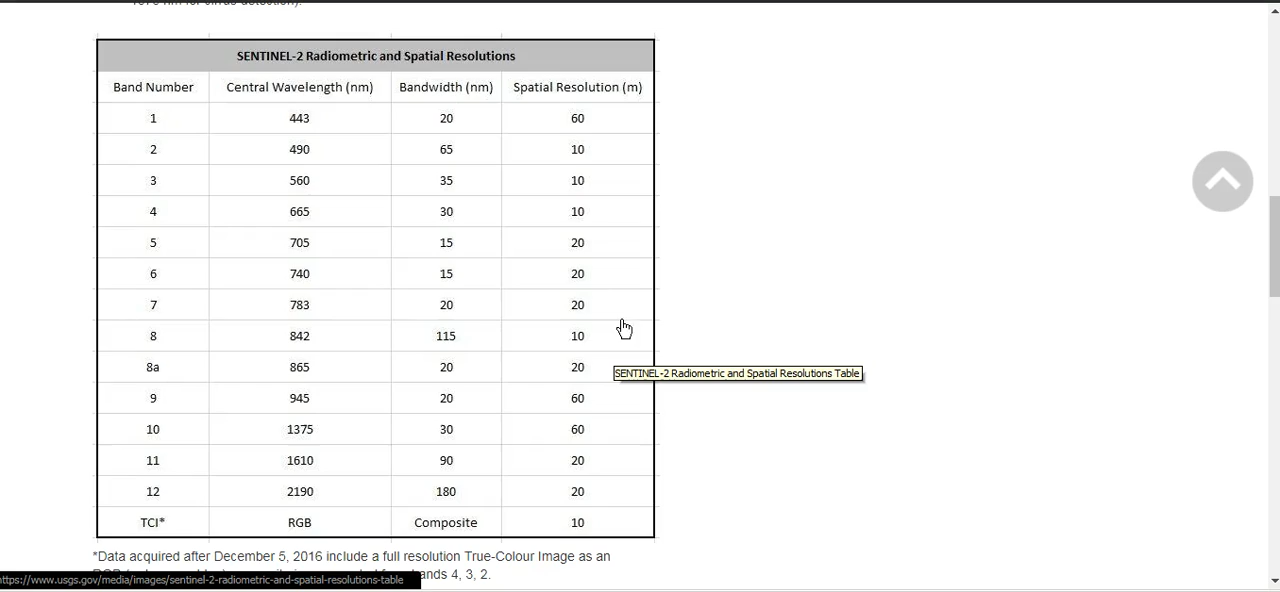 SENTINEL-2 Radiometric and Spatial Resolutions
Band Number Central Wavelength (nm) Bandwidth (nm) Spatial Resolution (m)
1 443 20 60
2 490 65 10
3 560 35 10
4 665 30 10
5 705 15 20
6 740 15 20
7 783 20 20
8 842 115 10
8a 865 20 20
SENTINEL-2 Radiometric and Spatial Resolutions Table
9 945 20 60
10 1375 30 60
11 1610 90 20
12 2190 180 20
TCI* RGB Composite 10
*Data acquired after December 5, 2016 include a full resolution True-Colour Image as an
ands 4, 3, 2.
https://www.usgs.gov/media/images/sentinel-2-radiometric-and-spatial-resolutions-table